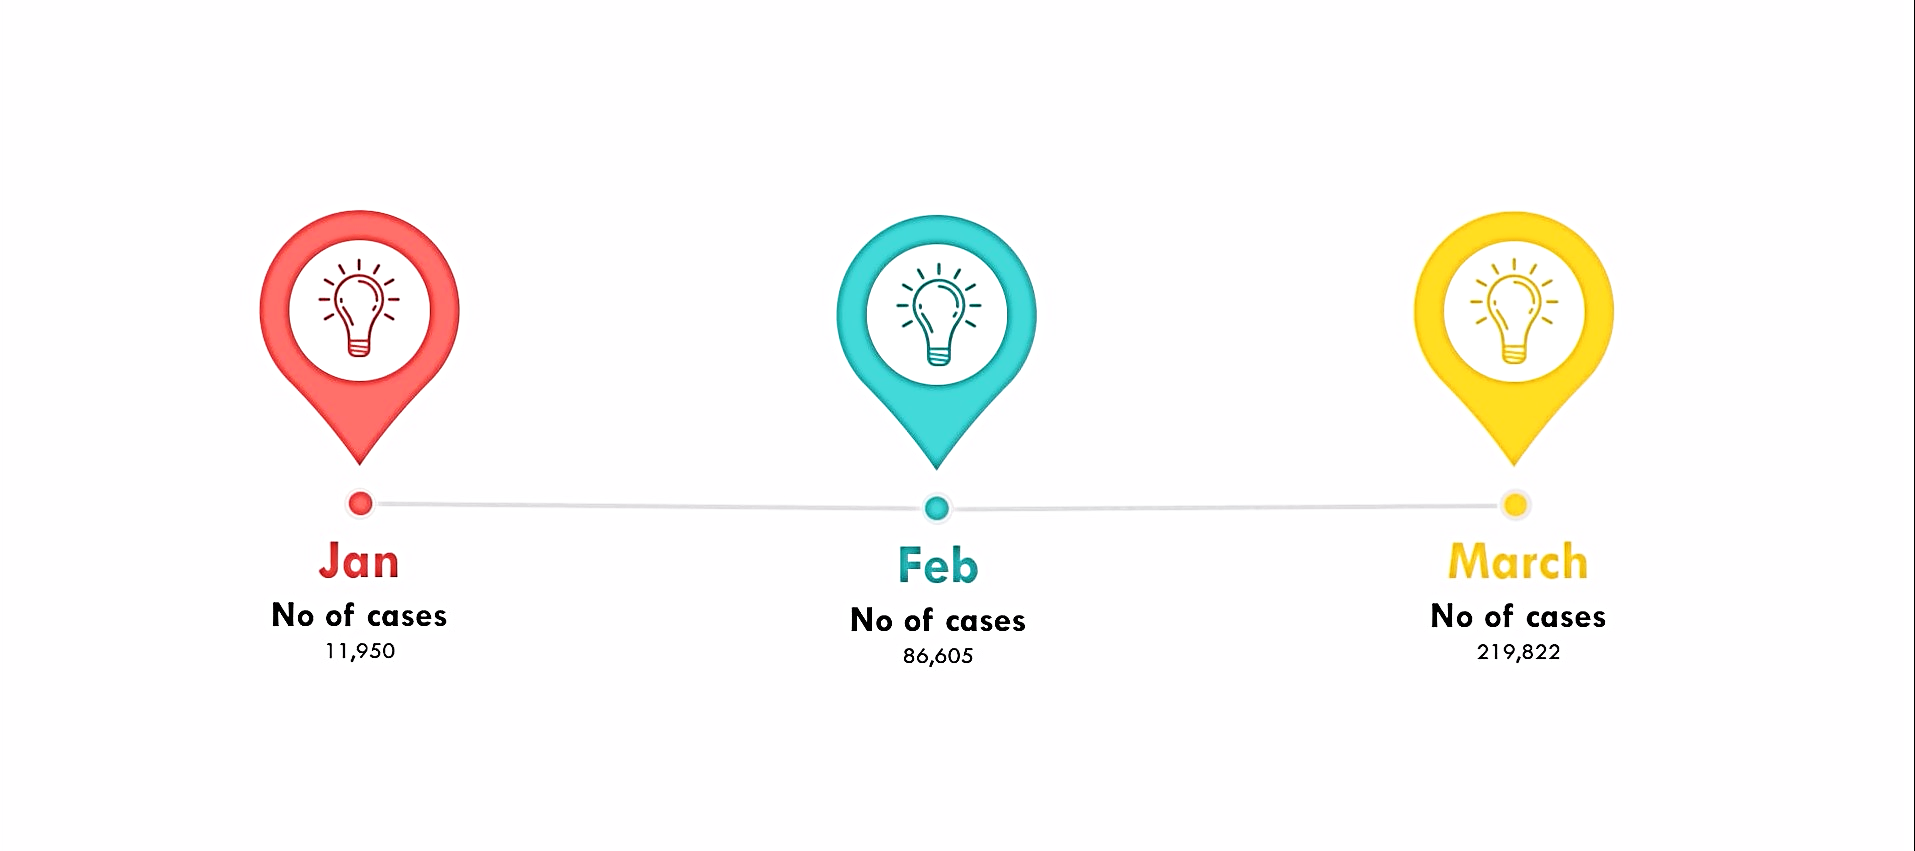 Jan
No of cases
11,950
Feb
No of cases
86,605
March
No of cases
219,822